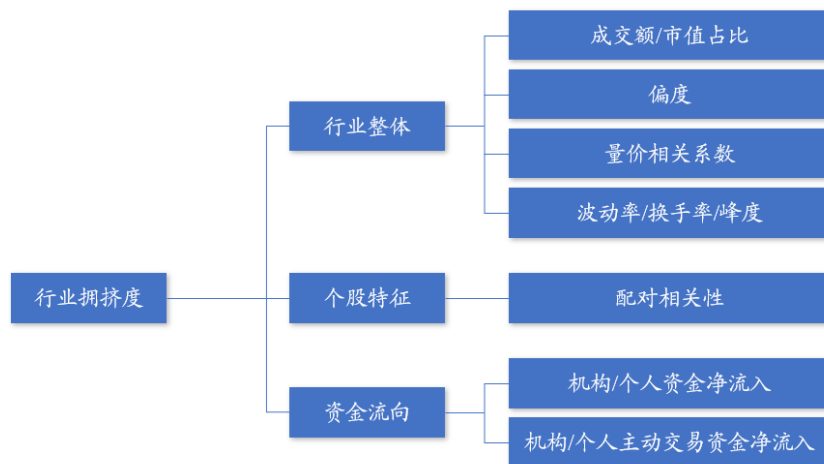 行业拥挤度
行业整体
成交额/市值占比
偏度
量价相关系数
波动率/换手率/峰度
个股特征
配对相关性
资金流向
机构/个人资金净流入
机构/个人主动交易资金净流入